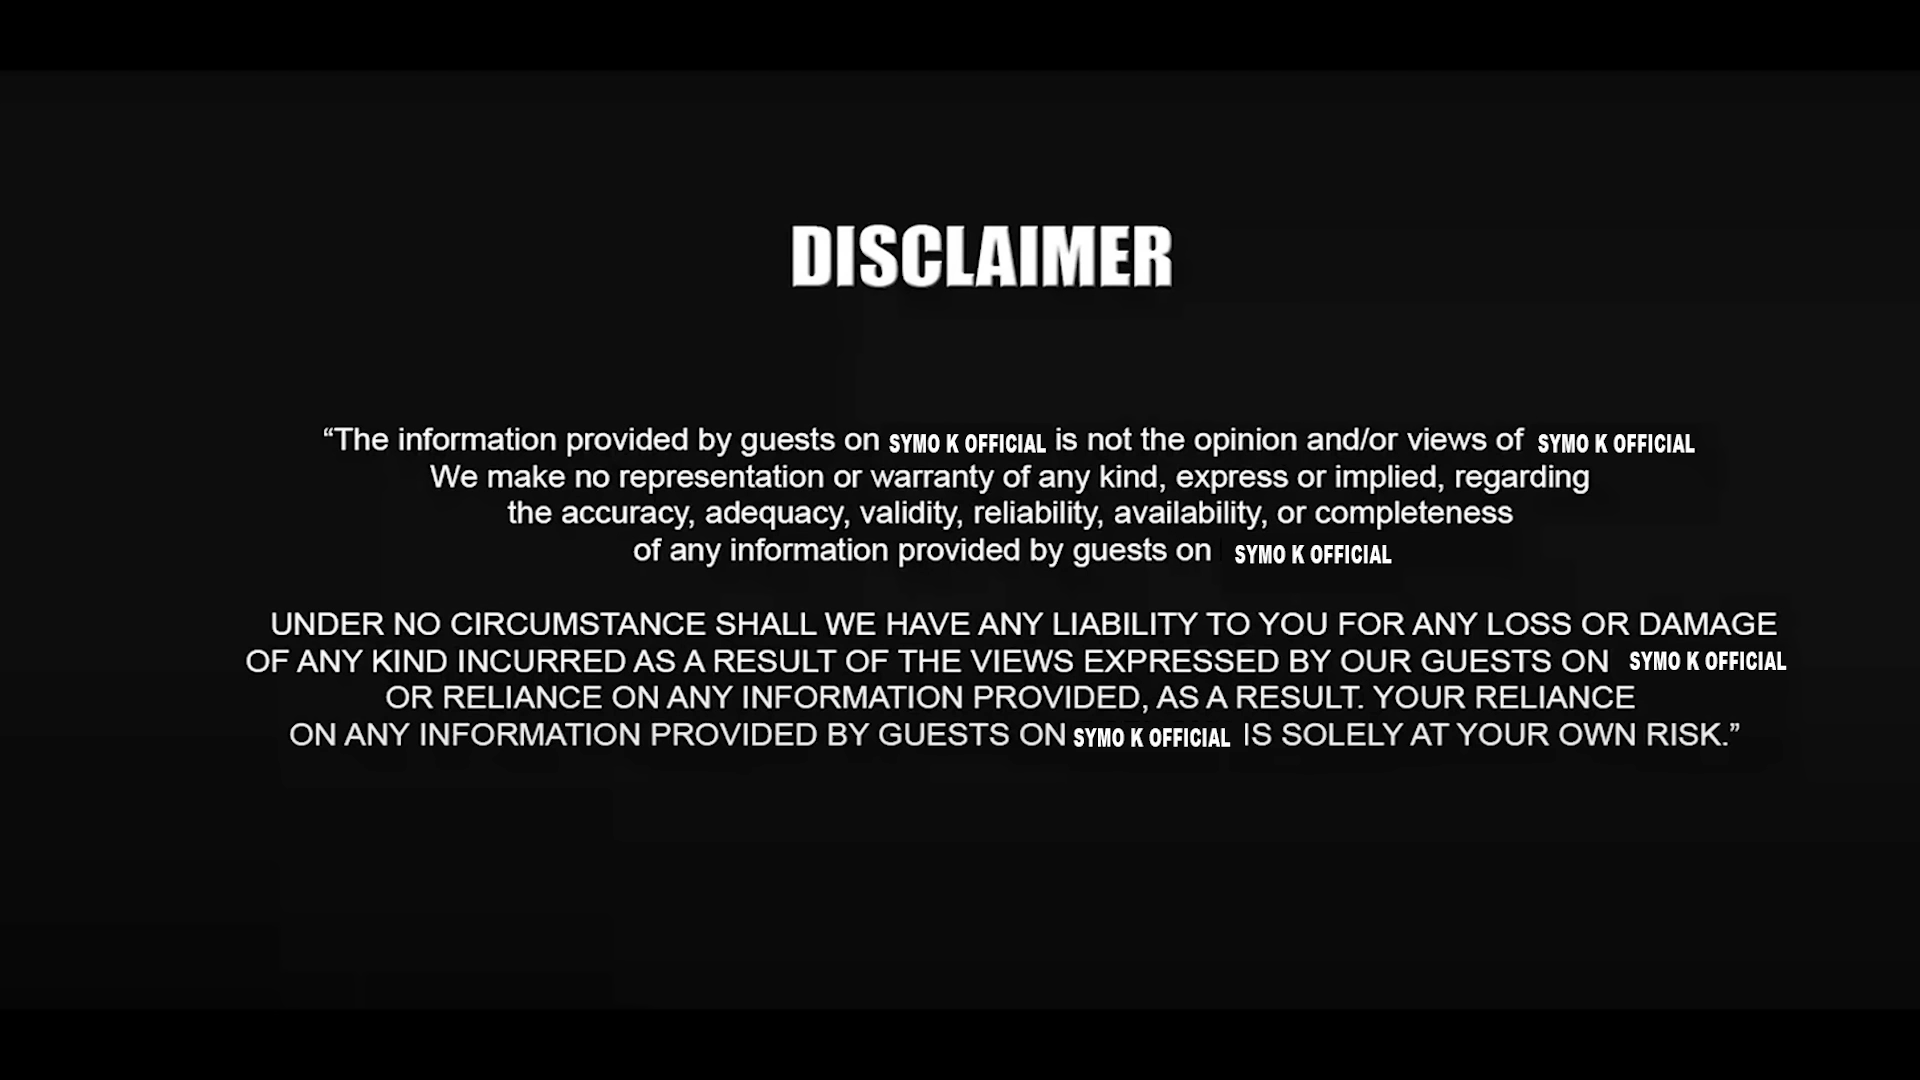 DISCLAIMER
“The information provided by guests on SYMO K OFFICIAL is not the opinion and/or views of SYMO K OFFICIAL
We make no representation or warranty of any kind, express or implied, regarding
the accuracy, adequacy, validity, reliability, availability, or completeness
of any information provided by guests on SYMO K OFFICIAL
UNDER NO CIRCUMSTANCE SHALL WE HAVE ANY LIABILITY TO YOU FOR ANY LOSS OR DAMAGE
OF ANY KIND INCURRED AS A RESULT OF THE VIEWS EXPRESSED BY OUR GUESTS ON SYMO K OFFICIAL
OR RELIANCE ON ANY INFORMATION PROVIDED, AS A RESULT. YOUR RELIANCE
ON ANY INFORMATION PROVIDED BY GUESTS ON SYMO K OFFICIAL IS SOLELY AT YOUR OWN RISK.”